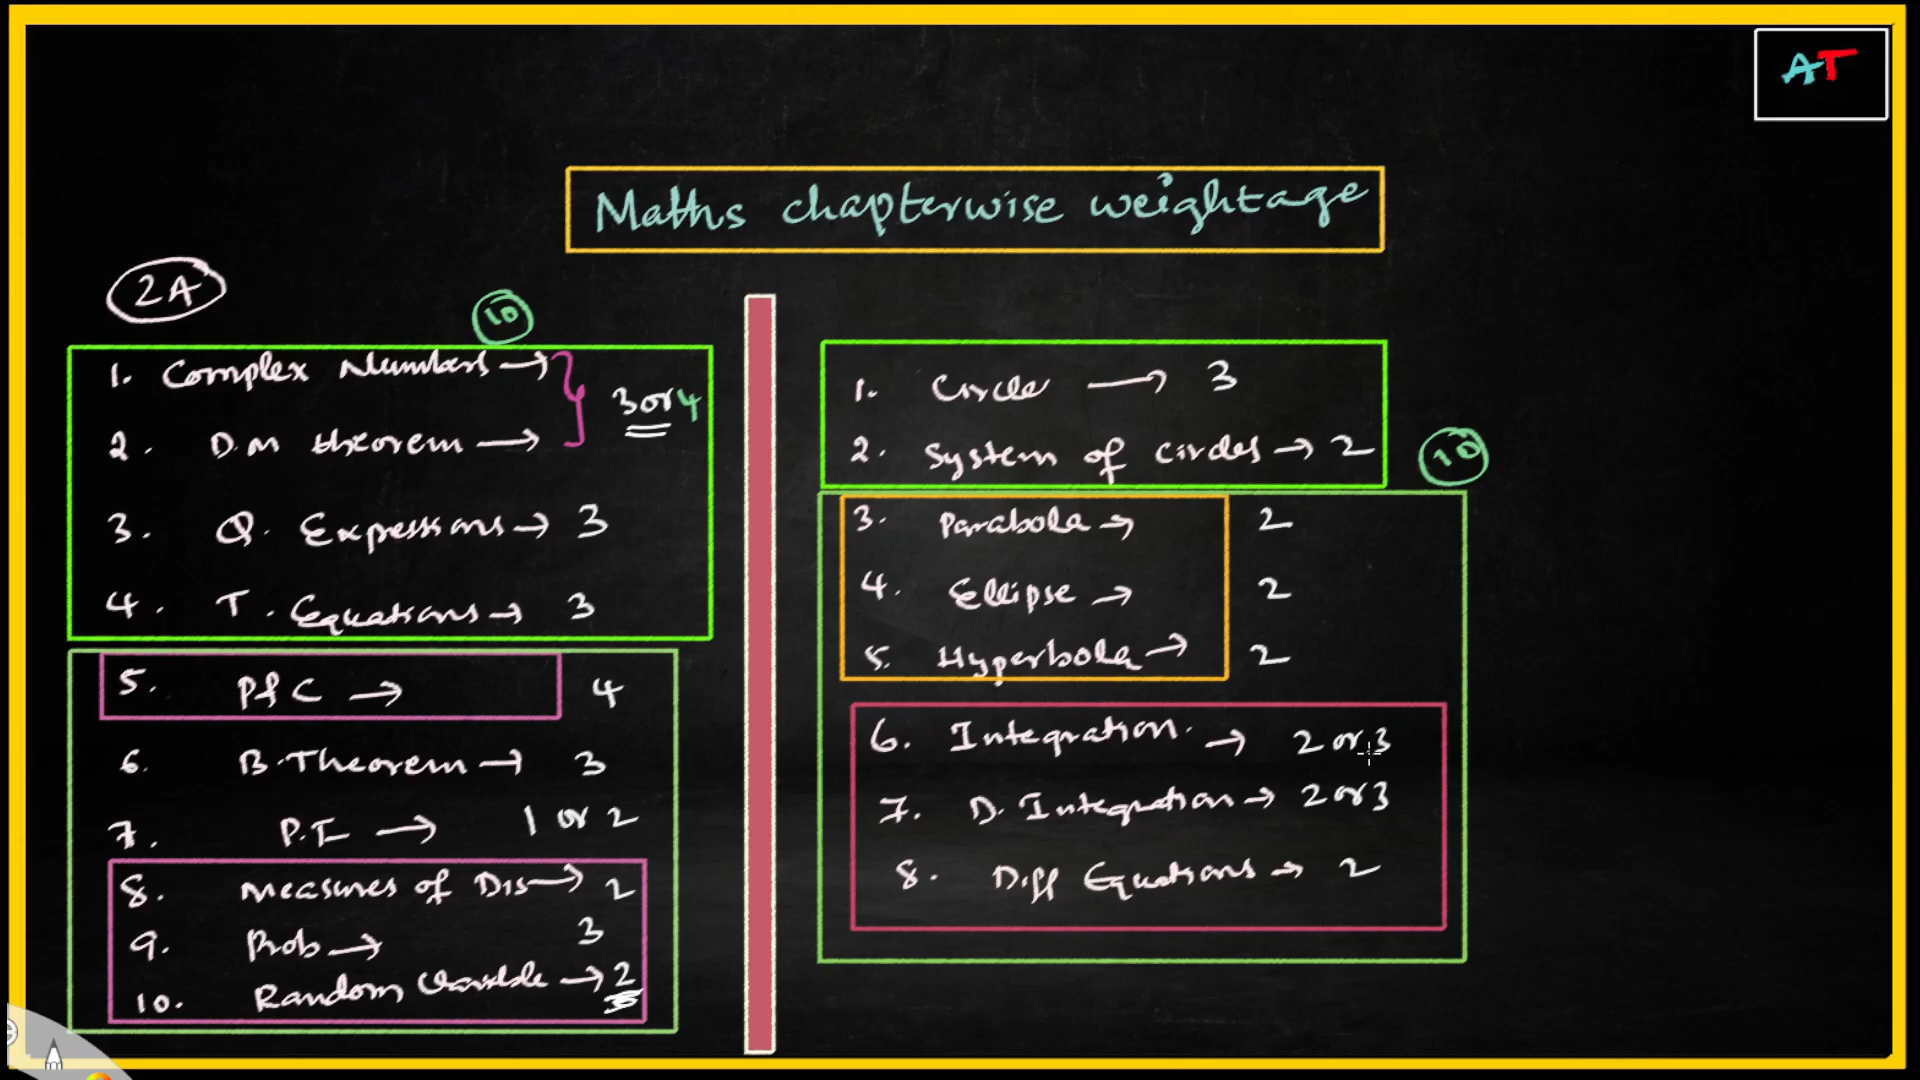 AT
Maths chapterwise weightage
2A
10
1. Complex Numbers →
2. D.M theorem →
3 or 4
3. Q. Expressions → 3
4. T. Equations → 3
5. P&C → 4
6. B.Theorem → 3
7. P.F → 1 or 2
8. Measures of Dis → 2
9. Prob → 3
10. Random Variable → 2
1. Circle → 3
2. System of circles → 2
10
3. Parabola → 2
4. Ellipse → 2
5. Hyperbola → 2
6. Integration. → 2 or 3
7. D. Integration → 2 or 3
8. Diff Equations → 2